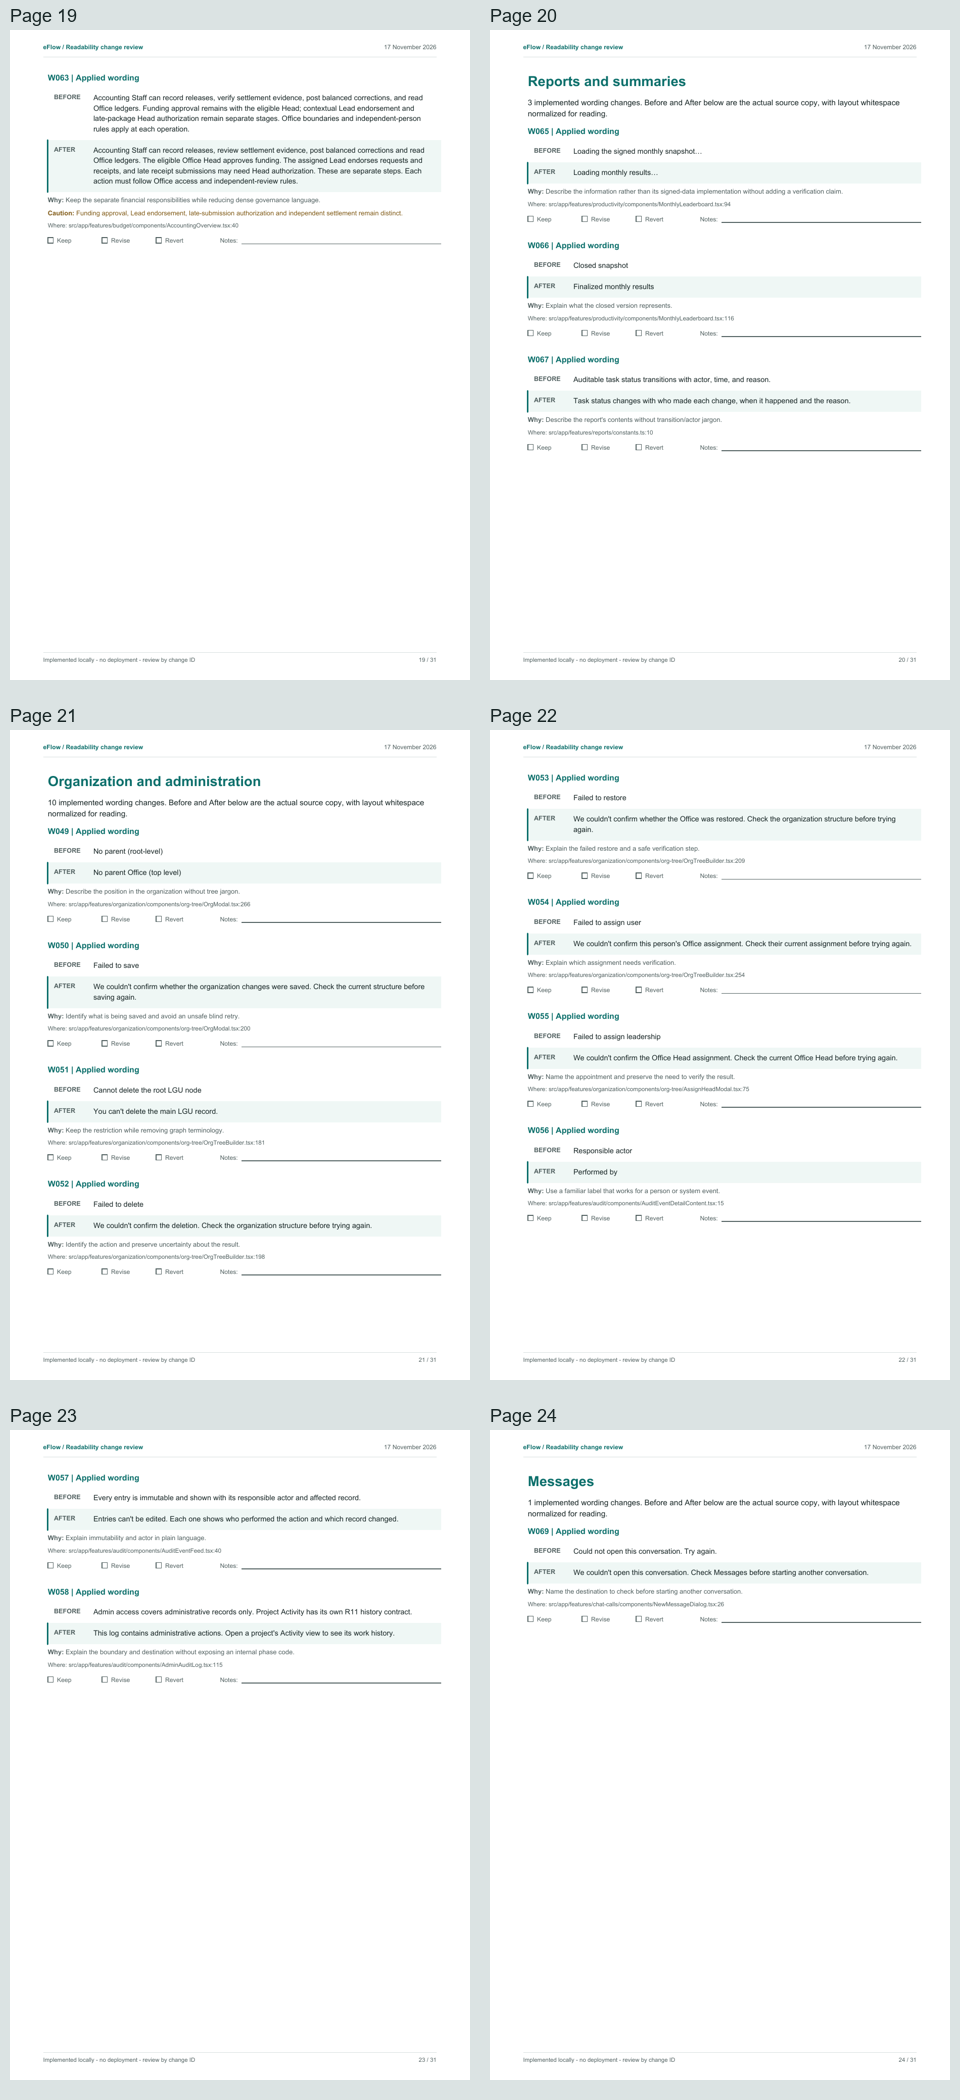 Page 19
eFlow / Readability change review 17 November 2026
W063 | Applied wording
BEFORE Accounting Staff can record releases, verify settlement evidence, post balanced corrections, and read
Office ledgers. Funding approval remains with the eligible Head; contextual Lead endorsement and
late-package Head authorization remain separate stages. Office boundaries and independent-person
rules apply at each operation.
AFTER Accounting Staff can record releases, review settlement evidence, post balanced corrections and read
Office ledgers. The eligible Office Head approves funding. The assigned Lead endorses requests and
receipts, and late receipt submissions may need Head authorization. These are separate steps. Each
action must follow Office access and independent-review rules.
Why: Keep the separate financial responsibilities while reducing dense governance language.
Caution: Funding approval, Lead endorsement, late-submission authorization and independent settlement remain distinct.
Where: src/app/features/budget/components/AccountingOverview.tsx:40
Keep Revise Revert Notes:
Implemented locally - no deployment - review by change ID 19 / 31
Page 20
eFlow / Readability change review 17 November 2026
Reports and summaries
3 implemented wording changes. Before and After below are the actual source copy, with layout whitespace
normalized for reading.
W065 | Applied wording
BEFORE Loading the signed monthly snapshot...
AFTER Loading monthly results...
Why: Describe the information rather than its signed-data implementation without adding a verification claim.
Where: src/app/features/productivity/components/MonthlyLeaderboard.tsx:94
Keep Revise Revert Notes:
W066 | Applied wording
BEFORE Closed snapshot
AFTER Finalized monthly results
Why: Explain what the closed version represents.
Where: src/app/features/productivity/components/MonthlyLeaderboard.tsx:116
Keep Revise Revert Notes:
W067 | Applied wording
BEFORE Auditable task status transitions with actor, time, and reason.
AFTER Task status changes with who made each change, when it happened and the reason.
Why: Describe the report's contents without transition/actor jargon.
Where: src/app/features/reports/constants.ts:10
Keep Revise Revert Notes:
Implemented locally - no deployment - review by change ID 20 / 31
Page 21
eFlow / Readability change review 17 November 2026
Organization and administration
10 implemented wording changes. Before and After below are the actual source copy, with layout whitespace
normalized for reading.
W049 | Applied wording
BEFORE No parent (root-level)
AFTER No parent Office (top level)
Why: Describe the position in the organization without tree jargon.
Where: src/app/features/organization/components/org-tree/OrgModal.tsx:266
Keep Revise Revert Notes:
W050 | Applied wording
BEFORE Failed to save
AFTER We couldn't confirm whether the organization changes were saved. Check the current structure before
saving again.
Why: Identify what is being saved and avoid an unsafe blind retry.
Where: src/app/features/organization/components/org-tree/OrgModal.tsx:200
Keep Revise Revert Notes:
W051 | Applied wording
BEFORE Cannot delete the root LGU node
AFTER You can't delete the main LGU record.
Why: Keep the restriction while removing graph terminology.
Where: src/app/features/organization/components/org-tree/OrgTreeBuilder.tsx:181
Keep Revise Revert Notes:
W052 | Applied wording
BEFORE Failed to delete
AFTER We couldn't confirm the deletion. Check the organization structure before trying again.
Why: Identify the action and preserve uncertainty about the result.
Where: src/app/features/organization/components/org-tree/OrgTreeBuilder.tsx:198
Keep Revise Revert Notes:
Implemented locally - no deployment - review by change ID 21 / 31
Page 22
eFlow / Readability change review 17 November 2026
W053 | Applied wording
BEFORE Failed to restore
AFTER We couldn't confirm whether the Office was restored. Check the organization structure before trying
again.
Why: Explain the failed restore and a safe verification step.
Where: src/app/features/organization/components/org-tree/OrgTreeBuilder.tsx:209
Keep Revise Revert Notes:
W054 | Applied wording
BEFORE Failed to assign user
AFTER We couldn't confirm this person's Office assignment. Check their current assignment before trying again.
Why: Explain which assignment needs verification.
Where: src/app/features/organization/components/org-tree/OrgTreeBuilder.tsx:254
Keep Revise Revert Notes:
W055 | Applied wording
BEFORE Failed to assign leadership
AFTER We couldn't confirm the Office Head assignment. Check the current Office Head before trying again.
Why: Name the appointment and preserve the need to verify the result.
Where: src/app/features/organization/components/org-tree/AssignHeadModal.tsx:75
Keep Revise Revert Notes:
W056 | Applied wording
BEFORE Responsible actor
AFTER Performed by
Why: Use a familiar label that works for a person or system event.
Where: src/app/features/audit/components/AuditEventDetailContent.tsx:15
Keep Revise Revert Notes:
Implemented locally - no deployment - review by change ID 22 / 31
Page 23
eFlow / Readability change review 17 November 2026
W057 | Applied wording
BEFORE Every entry is immutable and shown with its responsible actor and affected record.
AFTER Entries can't be edited. Each one shows who performed the action and which record changed.
Why: Explain immutability and actor in plain language.
Where: src/app/features/audit/components/AuditEventFeed.tsx:40
Keep Revise Revert Notes:
W058 | Applied wording
BEFORE Admin access covers administrative records only. Project Activity has its own R11 history contract.
AFTER This log contains administrative actions. Open a project's Activity view to see its work history.
Why: Explain the boundary and destination without exposing an internal phase code.
Where: src/app/features/audit/components/AdminAuditLog.tsx:115
Keep Revise Revert Notes:
Implemented locally - no deployment - review by change ID 23 / 31
Page 24
eFlow / Readability change review 17 November 2026
Messages
1 implemented wording changes. Before and After below are the actual source copy, with layout whitespace
normalized for reading.
W069 | Applied wording
BEFORE Could not open this conversation. Try again.
AFTER We couldn't open this conversation. Check Messages before starting another conversation.
Why: Name the destination to check before starting another conversation.
Where: src/app/features/chat-calls/components/NewMessageDialog.tsx:26
Keep Revise Revert Notes:
Implemented locally - no deployment - review by change ID 24 / 31